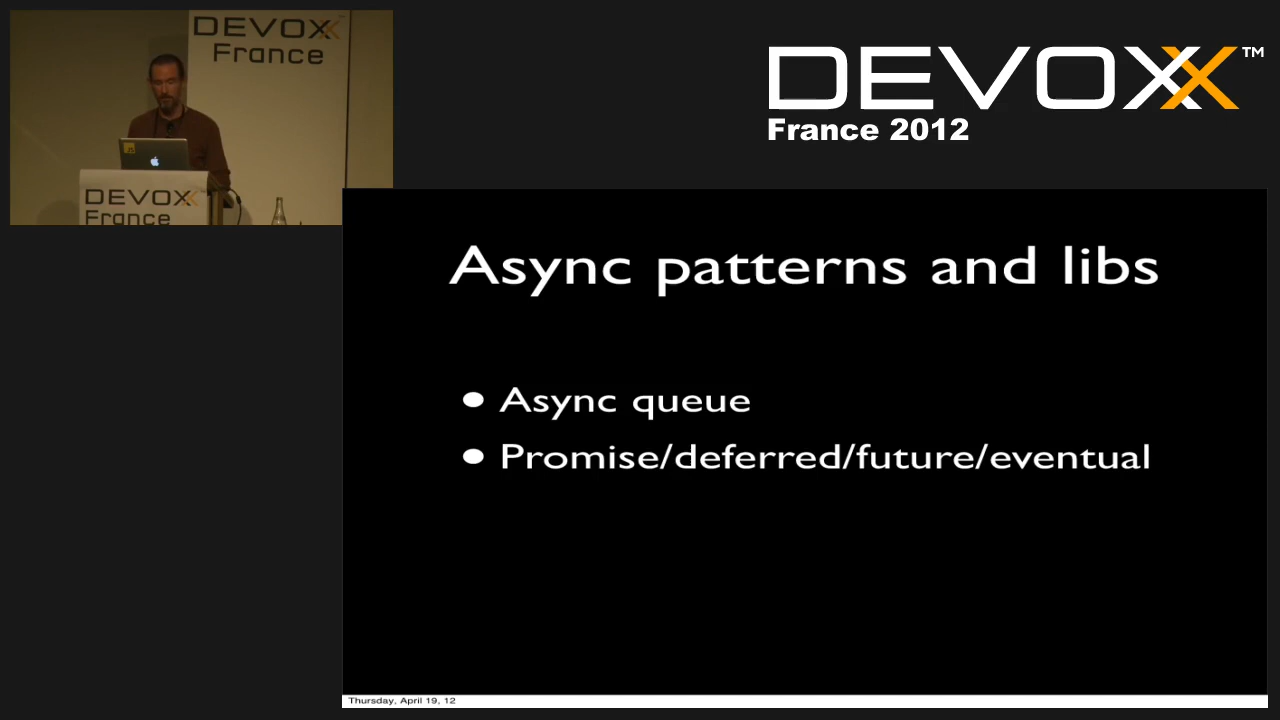 DEVOXX
France
DEVOXX
France
DEVOXX™
France 2012
Async patterns and libs
• Async queue
• Promise/deferred/future/eventual
Thursday, April 19, 12